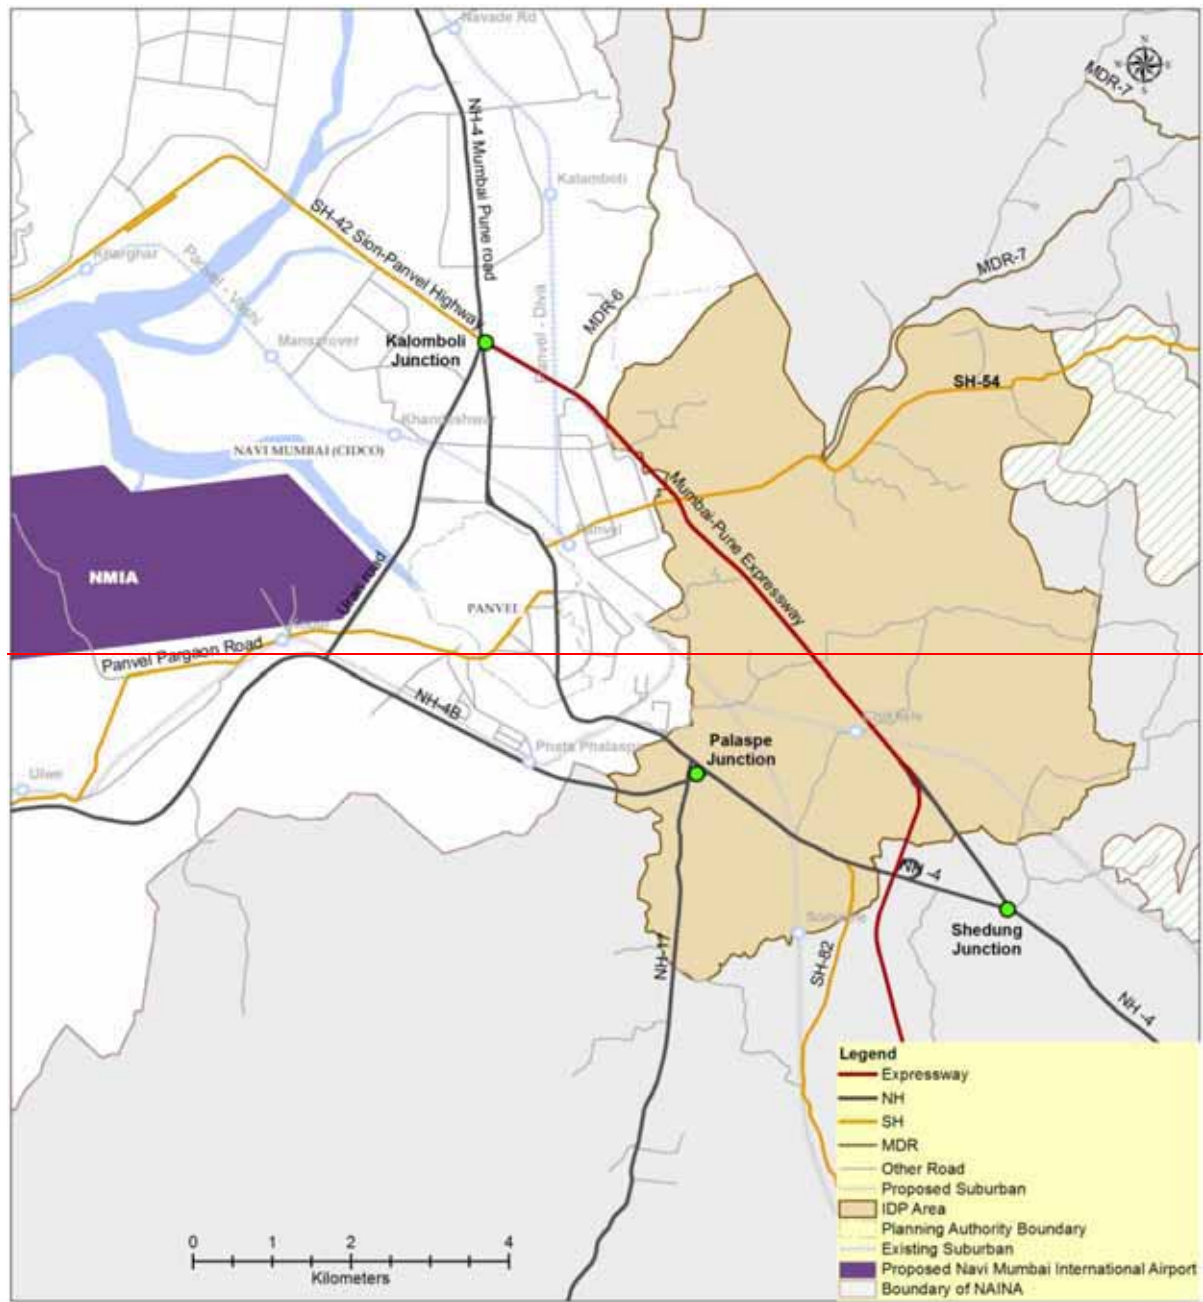 Navade Rd
N
MDR-7
NH-4 Mumbai Pune road
Kalamboli
SH-42 Sion-Panvel Highway
Kharghar
Panvel - Vashi
MDR-7
MDR-6
Panvel - Diva
Mansarover
Kalomboli
Junction
SH-54
Khandeshwar
NAVI MUMBAI (CIDCO)
Mumbai-Pune Expressway
Panvel
NMIA
Uran road
PANVEL
Panvel Pargaon Road
NH-4B
Phata Phalaspe
Palaspe
Junction
Ulwe
NH -4
Shedung
Junction
NH-17
SH-82
NH -4
Legend
Expressway
NH
SH
MDR
Other Road
Proposed Suburban
IDP Area
Planning Authority Boundary
Existing Suburban
Proposed Navi Mumbai International Airport
Boundary of NAINA
0 1 2 4
Kilometers